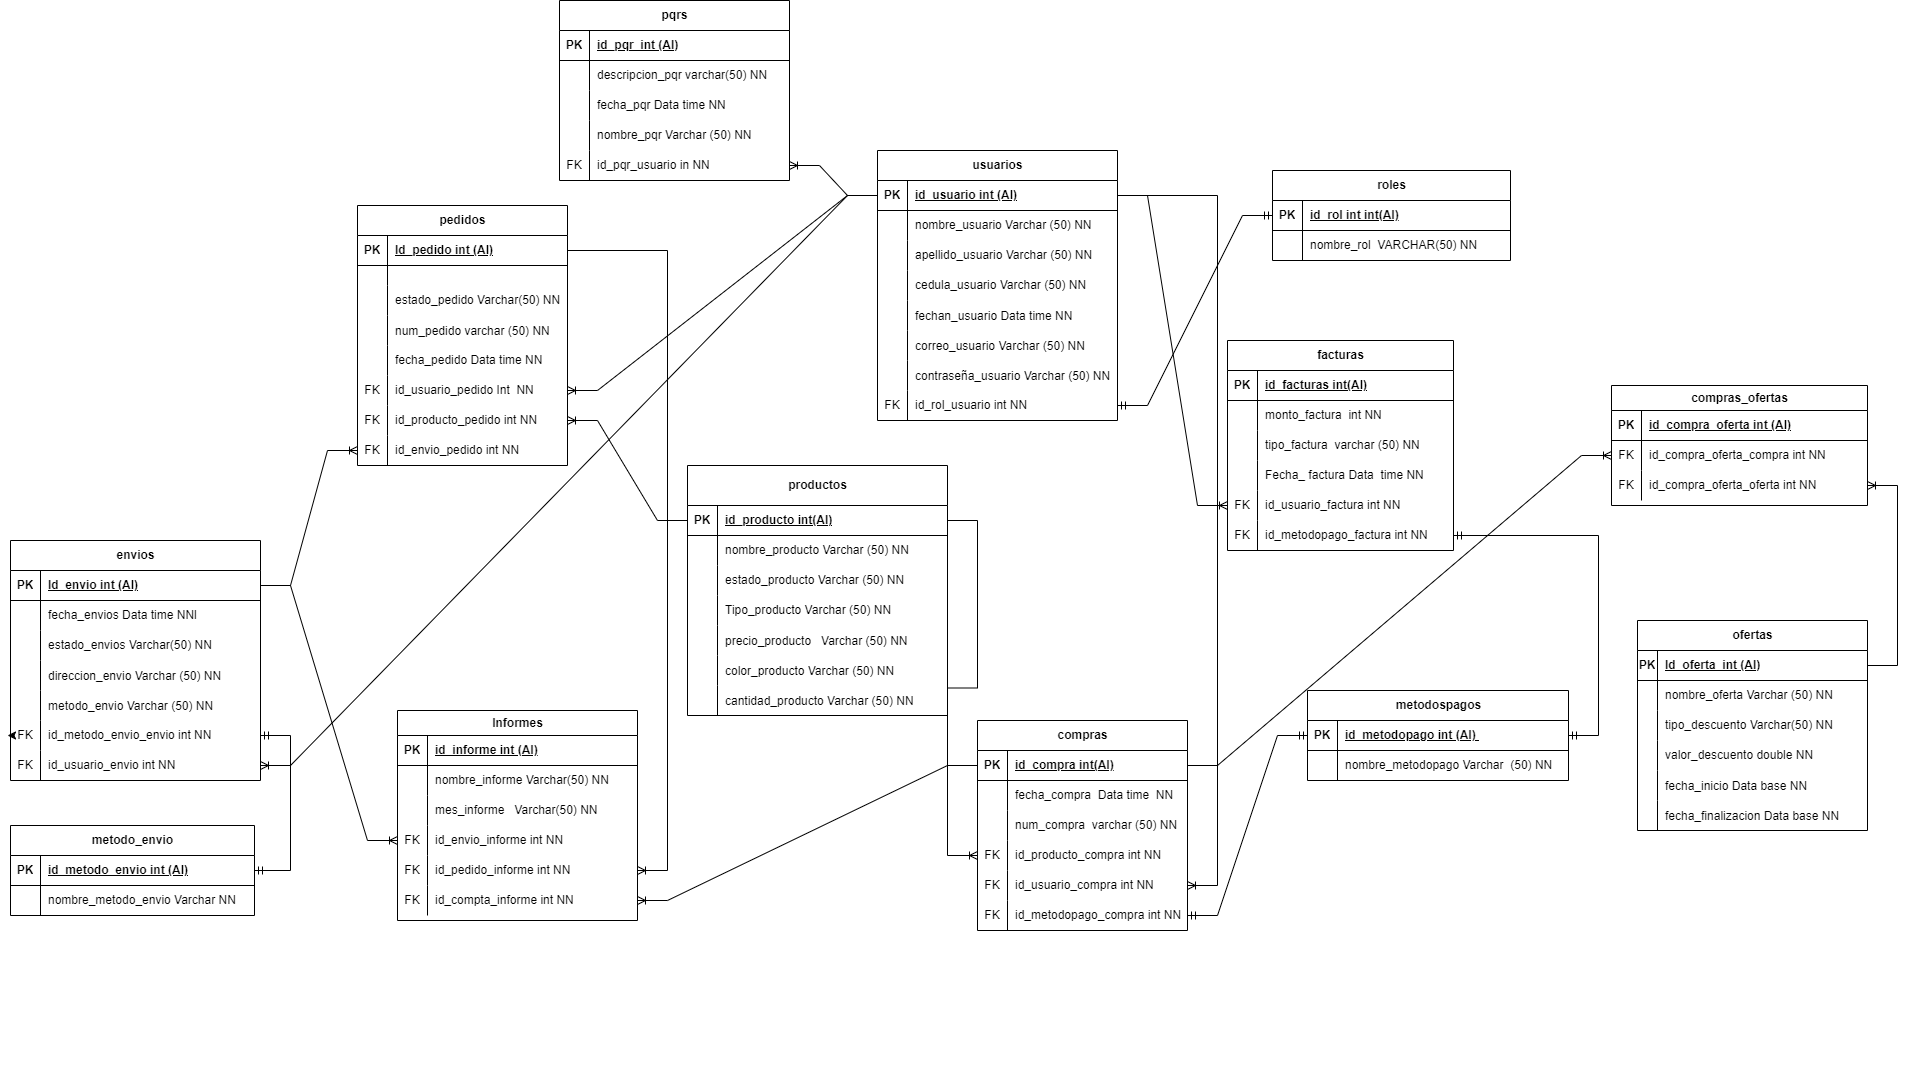 pqrs
PK id_pqr_int (AI)
descripcion_pqr varchar(50) NN
fecha_pqr Data time NN
nombre_pqr Varchar (50) NN
FK id_pqr_usuario in NN
usuarios
PK id_usuario int (AI)
nombre_usuario Varchar (50) NN
apellido_usuario Varchar (50) NN
cedula_usuario Varchar (50) NN
fechan_usuario Data time NN
correo_usuario Varchar (50) NN
contraseña_usuario Varchar (50) NN
FK id_rol_usuario int NN
roles
PK id_rol int int(AI)
nombre_rol VARCHAR(50) NN
pedidos
PK Id_pedido int (AI)
estado_pedido Varchar(50) NN
num_pedido varchar (50) NN
fecha_pedido Data time NN
FK id_usuario_pedido Int NN
FK id_producto_pedido int NN
FK id_envio_pedido int NN
facturas
PK id_facturas int(AI)
monto_factura int NN
tipo_factura varchar (50) NN
Fecha_ factura Data time NN
FK id_usuario_factura int NN
FK id_metodopago_factura int NN
compras_ofertas
PK id_compra_oferta int (AI)
FK id_compra_oferta_compra int NN
FK id_compra_oferta_oferta int NN
productos
PK id_producto int(AI)
nombre_producto Varchar (50) NN
estado_producto Varchar (50) NN
Tipo_producto Varchar (50) NN
precio_producto Varchar (50) NN
color_producto Varchar (50) NN
cantidad_producto Varchar (50) NN
envios
PK Id_envio int (AI)
fecha_envios Data time NNI
estado_envios Varchar(50) NN
direccion_envio Varchar (50) NN
metodo_envio Varchar (50) NN
FK id_metodo_envio_envio int NN
FK id_usuario_envio int NN
ofertas
PK Id_oferta_int (AI)
nombre_oferta Varchar (50) NN
tipo_descuento Varchar(50) NN
valor_descuento double NN
fecha_inicio Data base NN
fecha_finalizacion Data base NN
metodospagos
PK id_metodopago int (AI)
nombre_metodopago Varchar (50) NN
Informes
PK id_informe int (AI)
nombre_informe Varchar(50) NN
mes_informe Varchar(50) NN
FK id_envio_informe int NN
FK id_pedido_informe int NN
FK id_compta_informe int NN
compras
PK id_compra int(AI)
fecha_compra Data time NN
num_compra varchar (50) NN
FK id_producto_compra int NN
FK id_usuario_compra int NN
FK id_metodopago_compra int NN
metodo_envio
PK id_metodo_envio int (AI)
nombre_metodo_envio Varchar NN